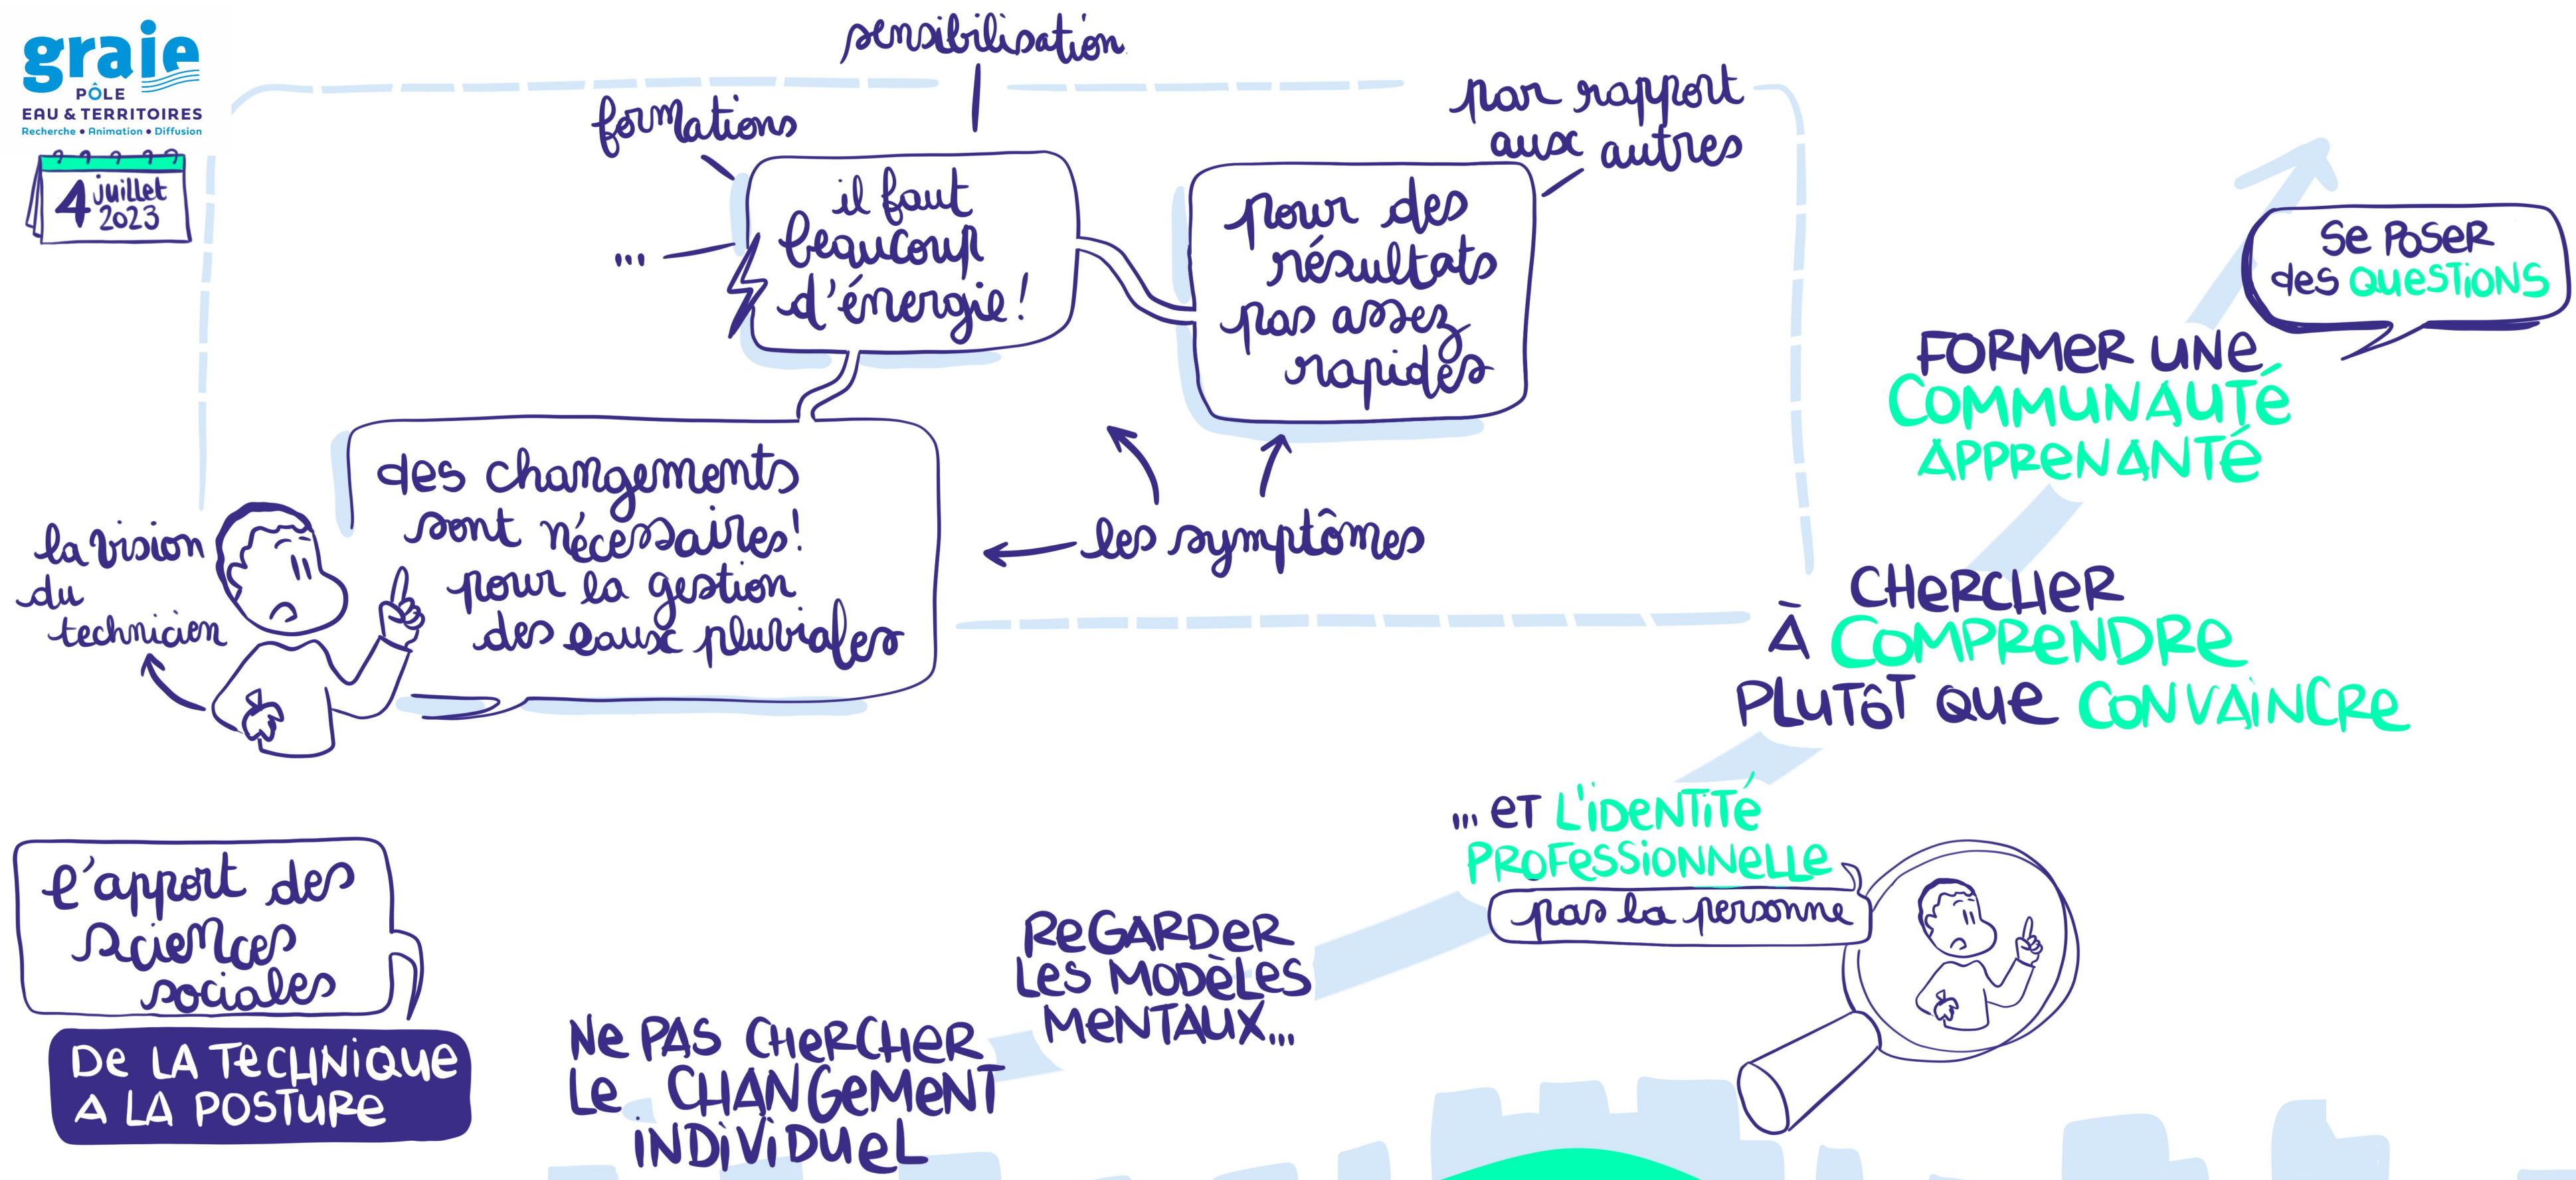 graie
PÔLE
EAU & TERRITOIRES
Recherche • Animation • Diffusion
4 juillet
2023
sensibilisation
formations
...
il faut
beaucoup
d'énergie!
par rapport
aux autres
pour des
résultats
pas assez
rapides
des changements
sont nécessaires!
pour la gestion
des eaux pluviales
les symptômes
la vision
du
technicien
Se POSER
des QUESTIONS
FORMER UNE
COMMUNAUTÉ
APPRENANTÉ
CHERCHER
À COMPRENDRE
PLUTÔT QUE CONVAINCRE
... ET L'IDENTITÉ
PROFESSIONNELLE
pas la personne
REGARDER
LES MODÈLES
MENTAUX...
NE PAS CHERCHER
LE CHANGEMENT
INDIVIDUEL
l'apport des
sciences
sociales
DE LA TECHNIQUE
A LA POSTURE